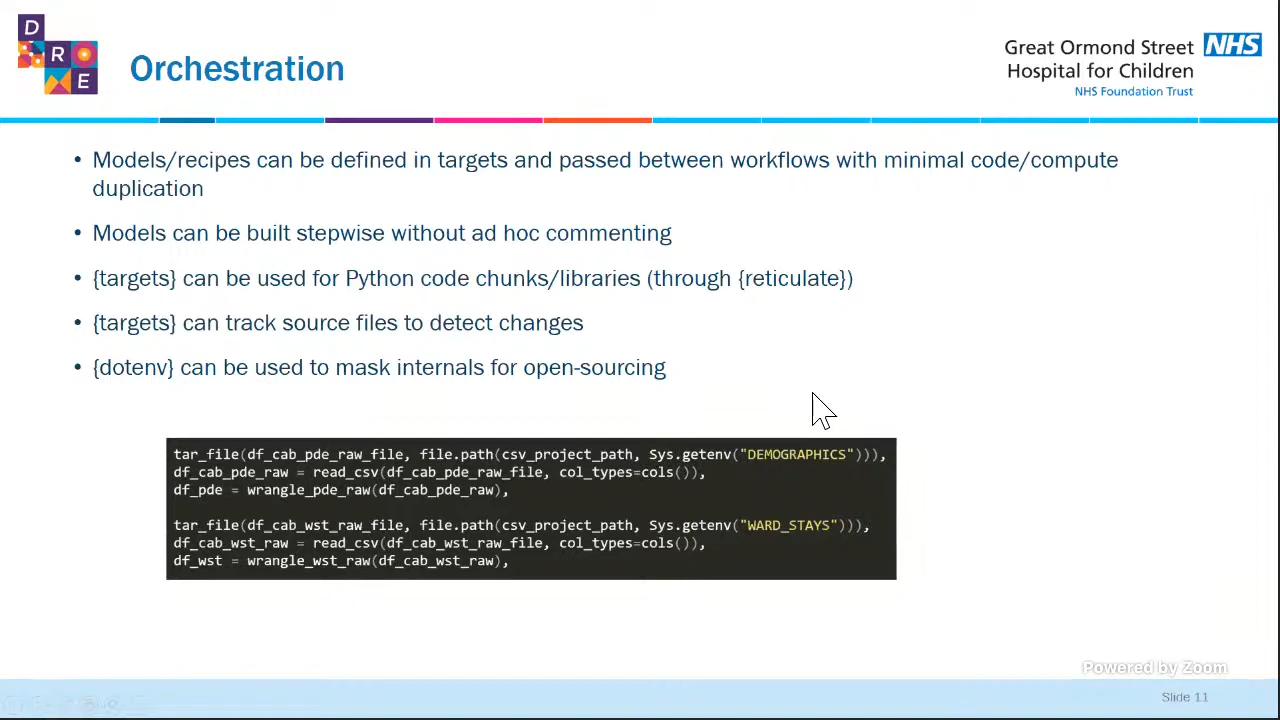 D
R
E
Orchestration
Great Ormond Street
Hospital for Children
NHS Foundation Trust
NHS
• Models/recipes can be defined in targets and passed between workflows with minimal code/compute
duplication
• Models can be built stepwise without ad hoc commenting
• {targets} can be used for Python code chunks/libraries (through {reticulate})
• {targets} can track source files to detect changes
• {dotenv} can be used to mask internals for open-sourcing
tar_file(df_cab_pde_raw_file, file.path(csv_project_path, Sys.getenv("DEMOGRAPHICS"))),
df_cab_pde_raw = read_csv(df_cab_pde_raw_file, col_types=cols()),
df_pde = wrangle_pde_raw(df_cab_pde_raw),
tar_file(df_cab_wst_raw_file, file.path(csv_project_path, Sys.getenv("WARD_STAYS"))),
df_cab_wst_raw = read_csv(df_cab_wst_raw_file, col_types=cols()),
df_wst = wrangle_wst_raw(df_cab_wst_raw),
Powered by Zoom
Slide 11